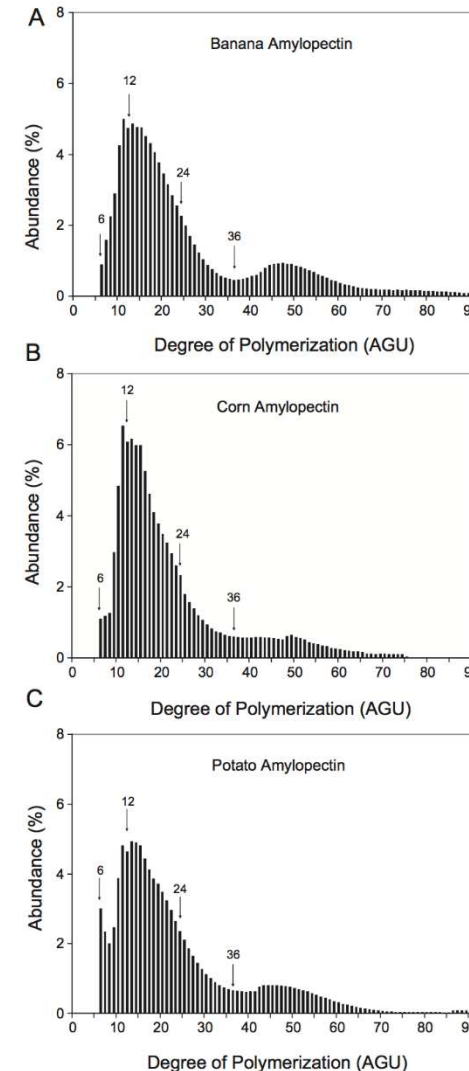 A
8
Banana Amylopectin
12
6
Abundance (%)
4
24
2
6
36
0
0 10 20 30 40 50 60 70 80 90
Degree of Polymerization (AGU)
B
8
Corn Amylopectin
12
6
Abundance (%)
4
24
2
6
36
0
0 10 20 30 40 50 60 70 80 90
Degree of Polymerization (AGU)
C
8
Potato Amylopectin
12
6
Abundance (%)
4
6
24
2
36
0
0 10 20 30 40 50 60 70 80 90
Degree of Polymerization (AGU)